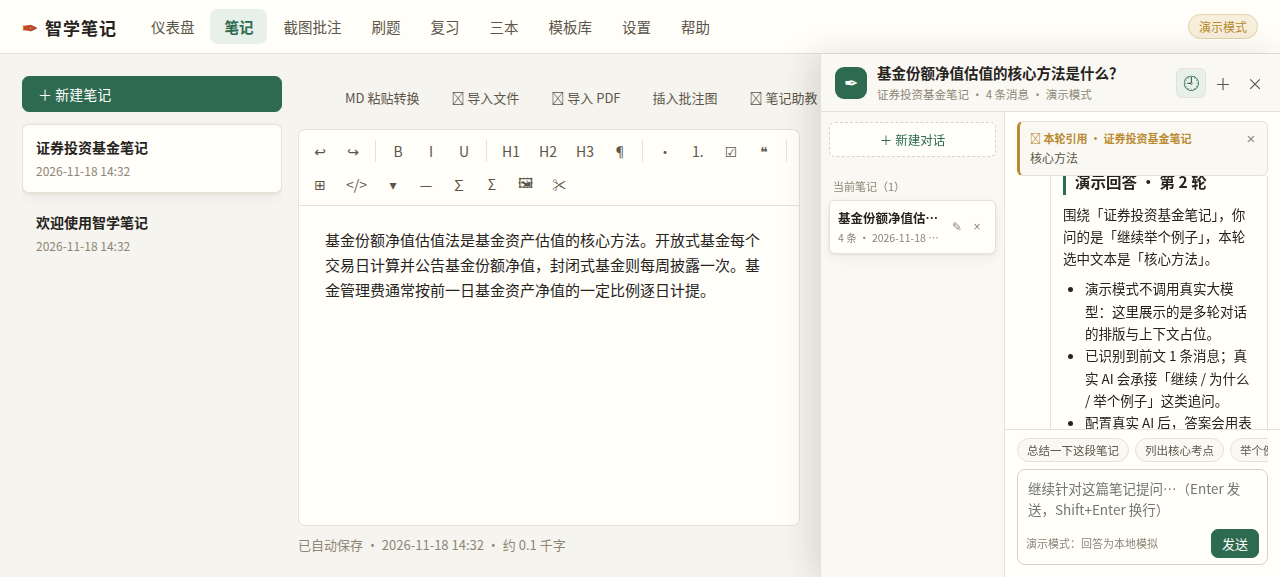 ✒ 智学笔记
仪表盘
笔记
截图批注
刷题
复习
三本
模板库
设置
帮助
演示模式
＋ 新建笔记
证券投资基金笔记
2026-11-18 14:32
欢迎使用智学笔记
2026-11-18 14:32
MD 粘贴转换
导入文件
导入 PDF
插入批注图
笔记助教
↩ ↪ B I U H1 H2 H3 ¶ • 1. ☑ ❝
⊞ </> ▾ — ∑ Σ 🖼 ✂
基金份额净值估值法是基金资产估值的核心方法。开放式基金每个
交易日计算并公告基金份额净值，封闭式基金则每周披露一次。基
金管理费通常按前一日基金资产净值的一定比例逐日计提。
已自动保存 · 2026-11-18 14:32 · 约 0.1 千字
基金份额净值估值的核心方法是什么？
证券投资基金笔记 · 4 条消息 · 演示模式
＋ 新建对话
当前笔记（1）
基金份额净值估…
4 条 · 2026-11-18 …
本轮引用 · 证券投资基金笔记
核心方法
演示回答 · 第 2 轮
围绕「证券投资基金笔记」，你
问的是「继续举个例子」，本轮
选中文本是「核心方法」。
• 演示模式不调用真实大模
型：这里展示的是多轮对话
的排版与上下文占位。
• 已识别到前文 1 条消息；真
实 AI 会承接「继续 / 为什么
/ 举个例子」这类追问。
• 配置真实 AI 后，答案会用表
总结一下这段笔记
列出核心考点
举个
继续针对这篇笔记提问…（Enter 发
送，Shift+Enter 换行）
演示模式：回答为本地模拟
发送